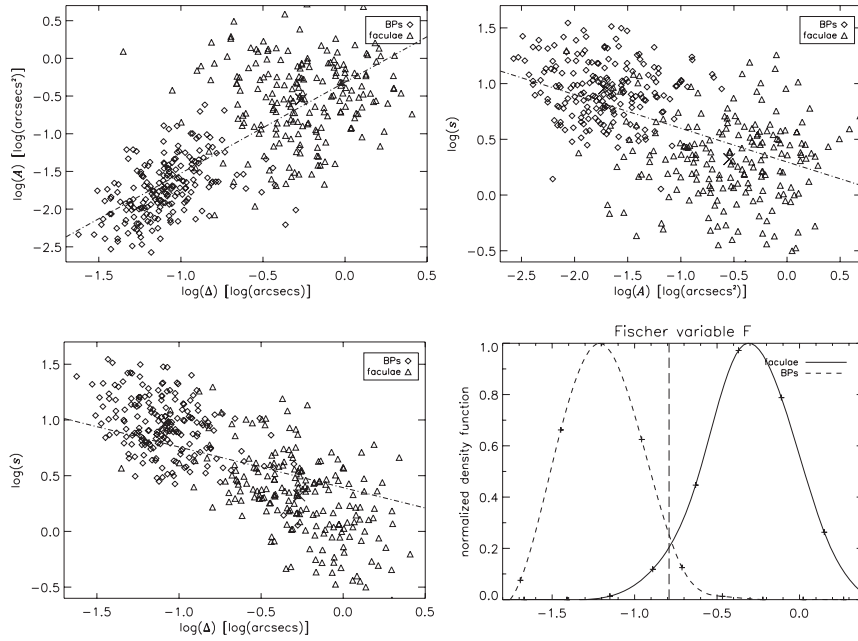 BPs ◇
faculae △
0.5
0.0
-0.5
-1.0
-1.5
-2.0
-2.5
log(A) [log(arcsecs²)]
-1.5 -1.0 -0.5 0.0 0.5
log(Δ) [log(arcsecs)]
BPs ◇
faculae △
1.5
1.0
0.5
0.0
-0.5
log(s)
-2.5 -2.0 -1.5 -1.0 -0.5 0.0 0.5
log(A) [log(arcsecs²)]
BPs ◇
faculae △
1.5
1.0
0.5
0.0
-0.5
log(s)
-1.5 -1.0 -0.5 0.0 0.5
log(Δ) [log(arcsecs)]
Fischer variable F
faculae
BPs
1.0
0.8
0.6
0.4
0.2
0.0
normalized density function
-1.5 -1.0 -0.5 0.0